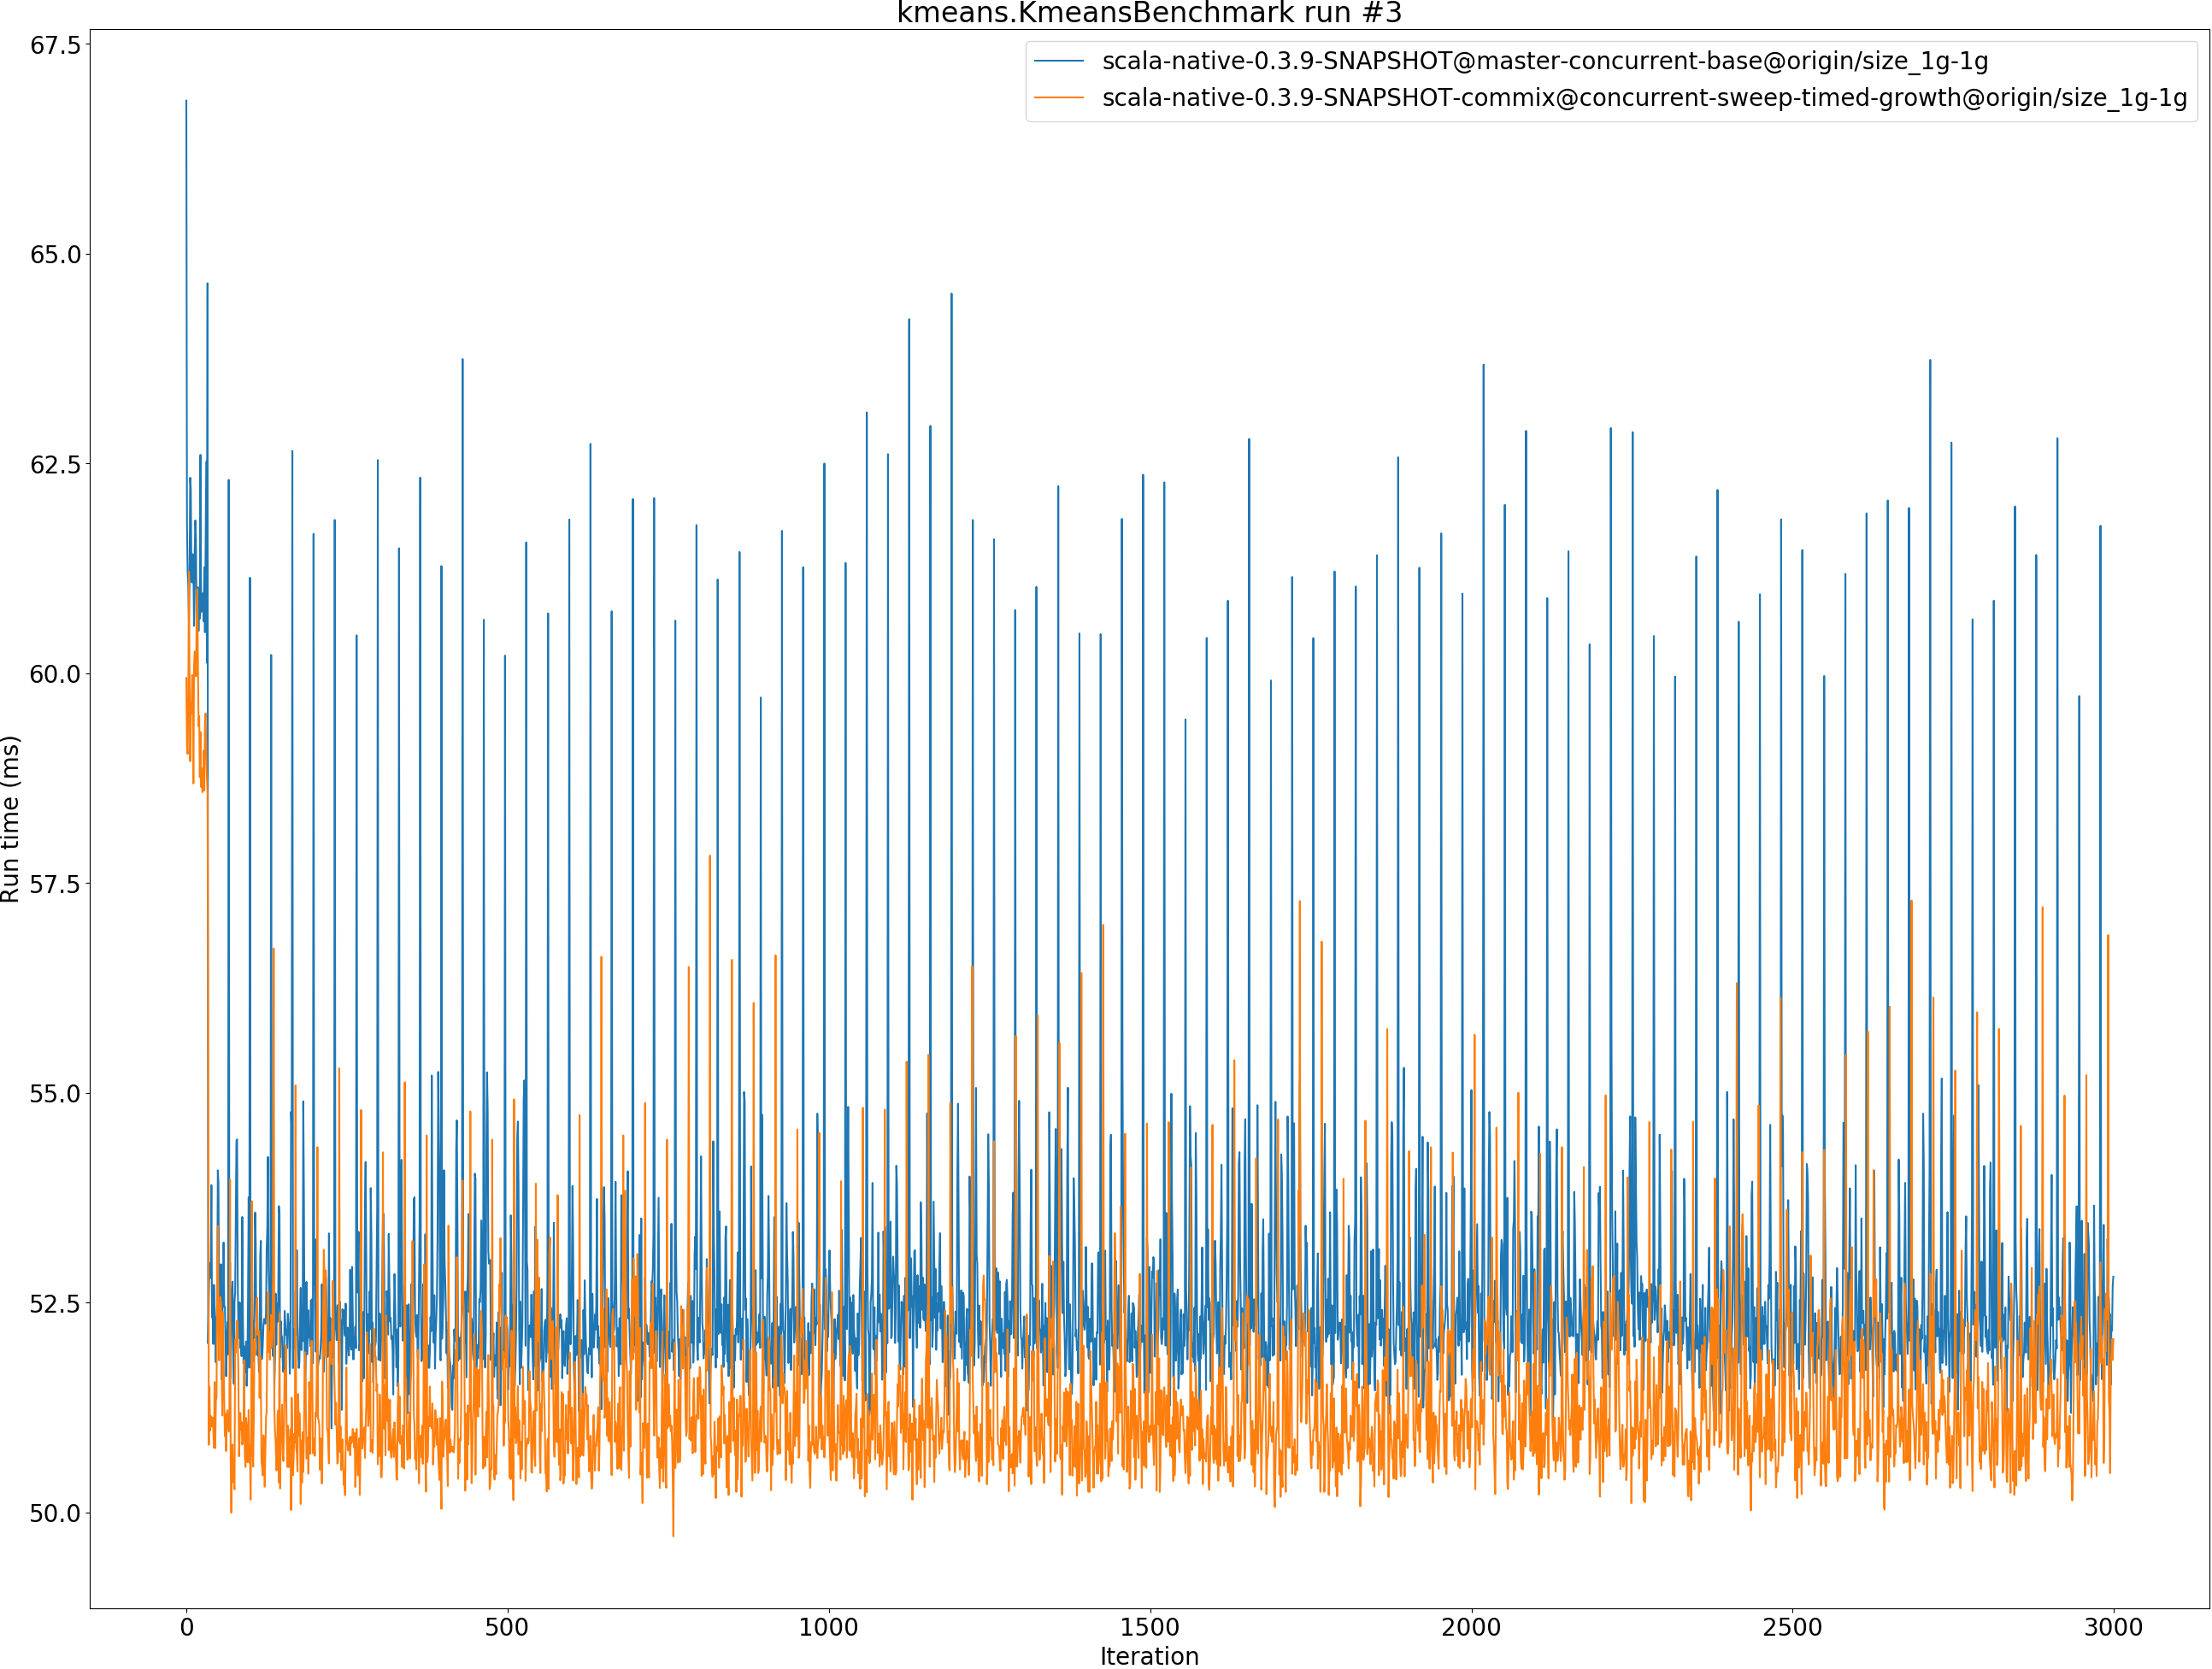 kmeans.KmeansBenchmark run #3
scala-native-0.3.9-SNAPSHOT@master-concurrent-base@origin/size_1g-1g
scala-native-0.3.9-SNAPSHOT-commix@concurrent-sweep-timed-growth@origin/size_1g-1g
Run time (ms)
67.5
65.0
62.5
60.0
57.5
55.0
52.5
50.0
0 500 1000 1500 2000 2500 3000
Iteration